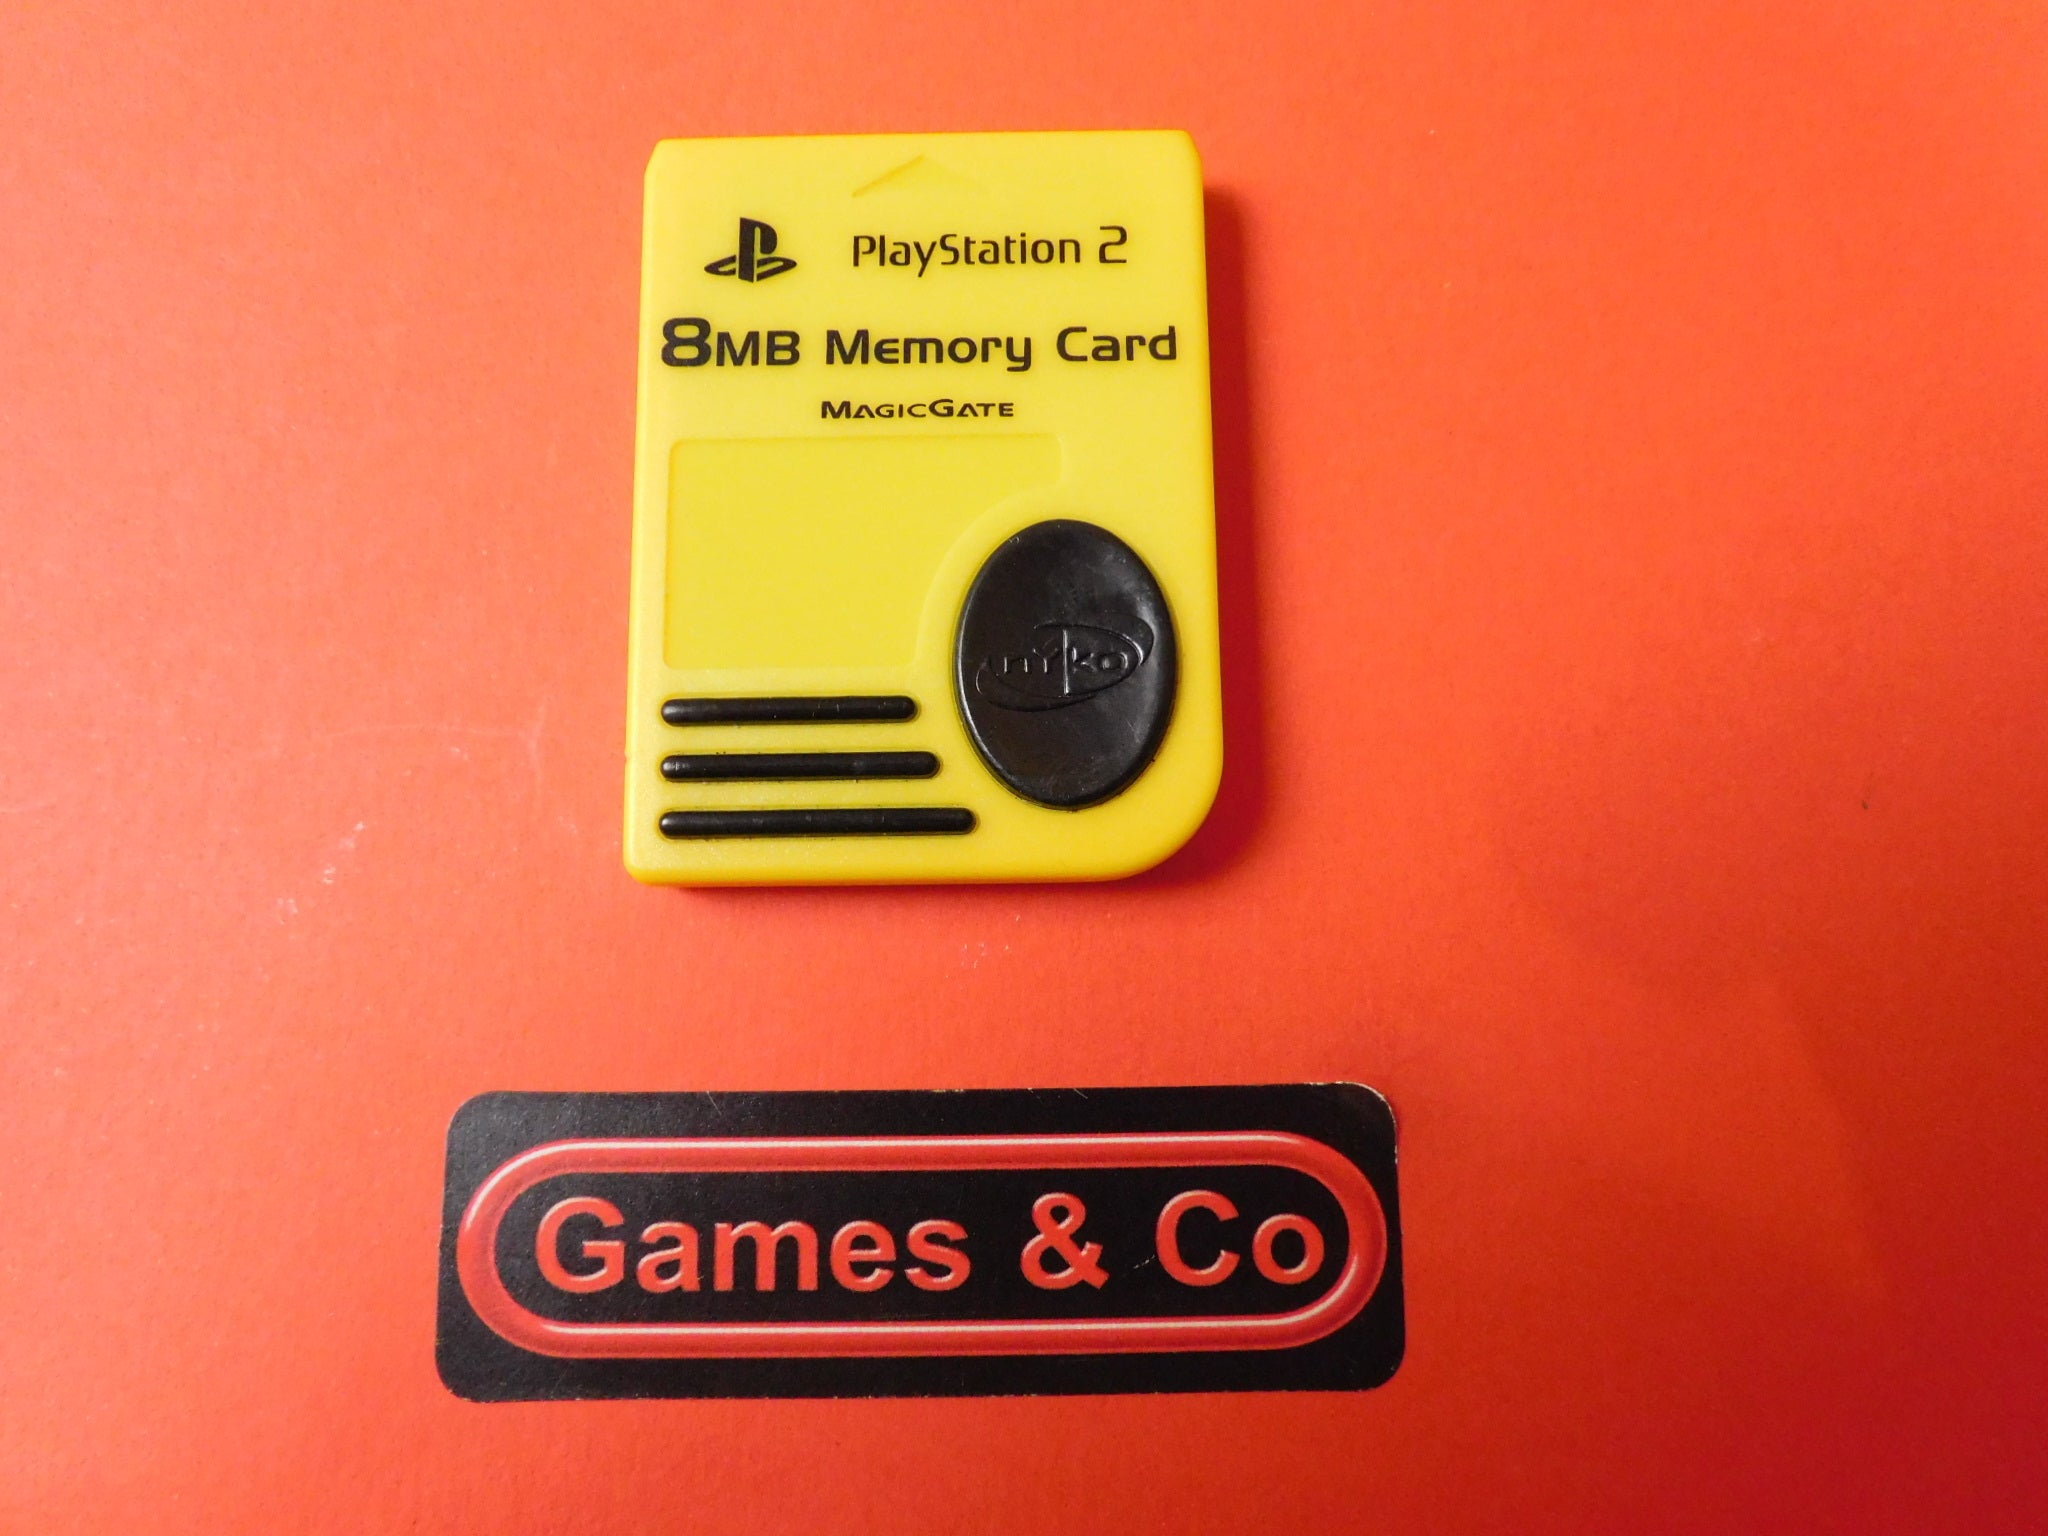 PlayStation 2
8MB Memory Card
MAGICGATE
nyko
Games & Co